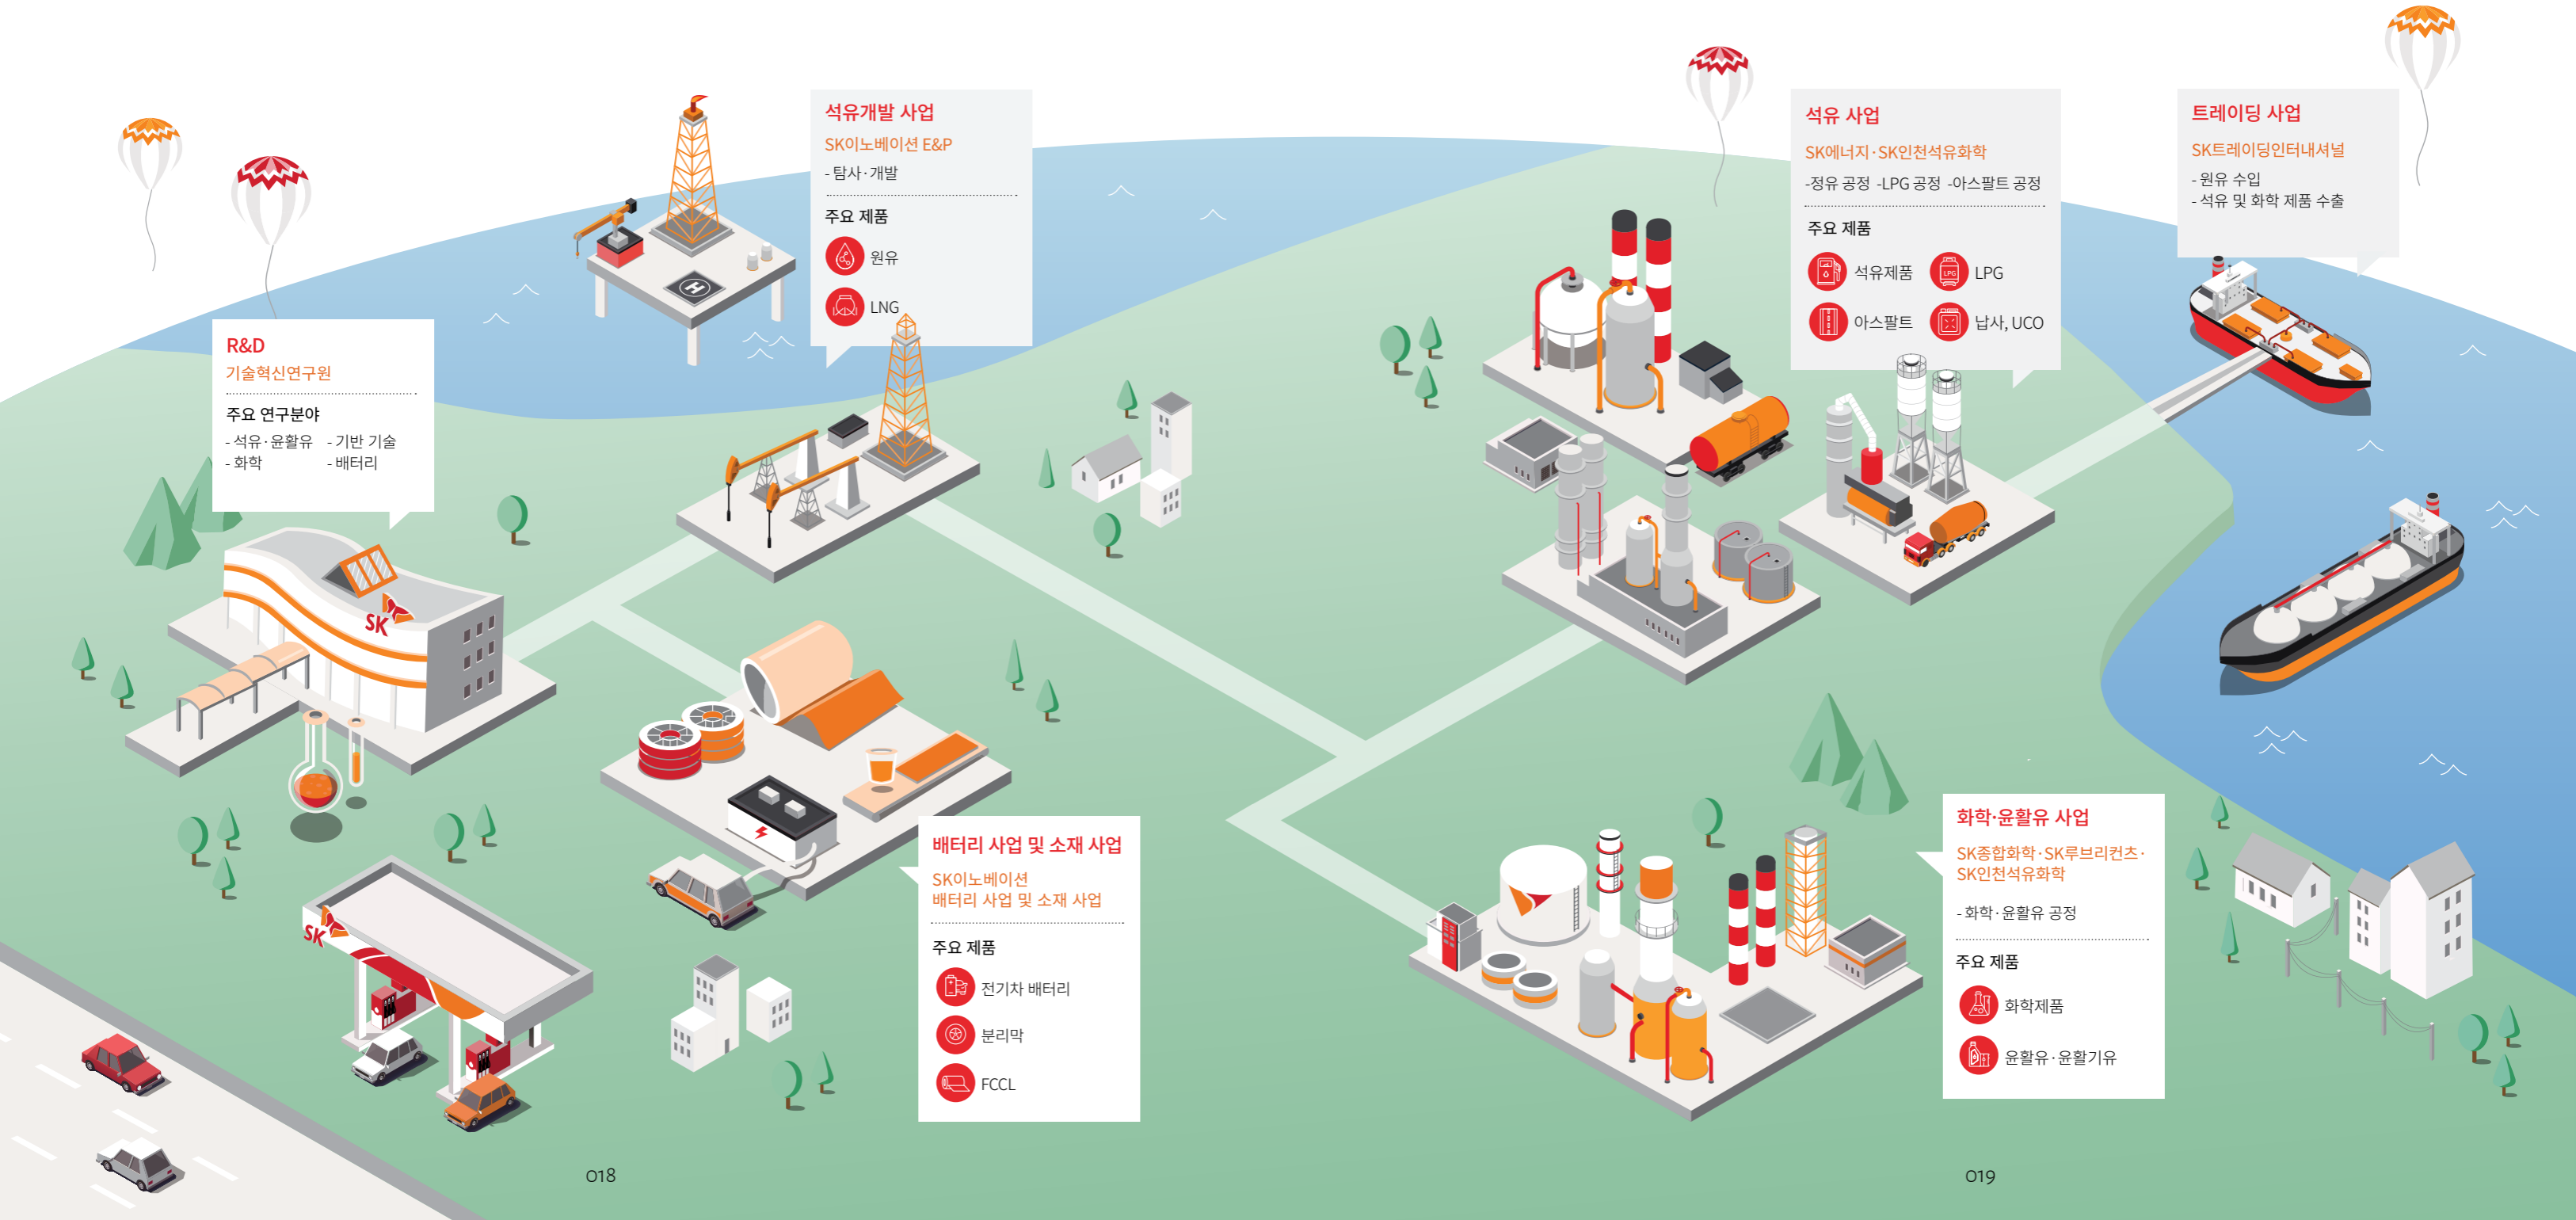 석유개발 사업
SK이노베이션 E&P
- 탐사·개발
주요 제품
원유
LNG
R&D
기술혁신연구원
주요 연구분야
- 석유·윤활유 - 기반 기술
- 화학 - 배터리
SK
배터리 사업 및 소재 사업
SK이노베이션
배터리 사업 및 소재 사업
주요 제품
전기차 배터리
분리막
FCCL
SK
018
석유 사업
SK에너지·SK인천석유화학
-정유 공정 -LPG 공정 -아스팔트 공정
주요 제품
석유제품 LPG LPG
아스팔트 납사, UCO
트레이딩 사업
SK트레이딩인터내셔널
- 원유 수입
- 석유 및 화학 제품 수출
H
화학·윤활유 사업
SK종합화학·SK루브리컨츠·
SK인천석유화학
- 화학·윤활유 공정
주요 제품
화학제품
윤활유·윤활기유
019